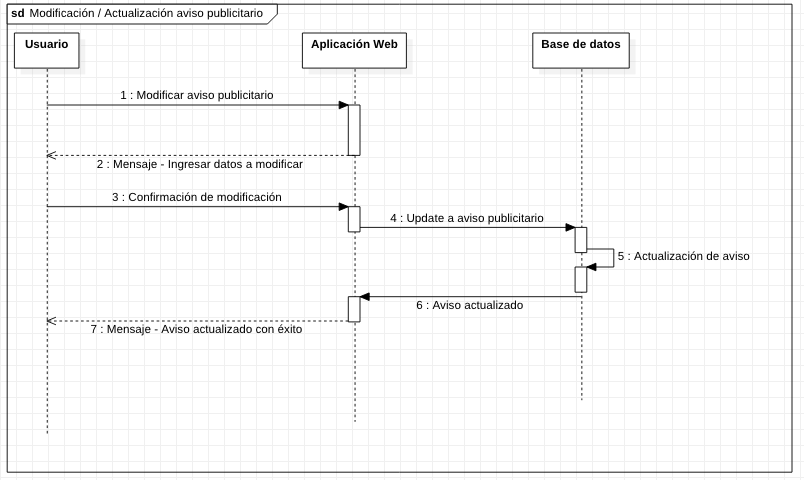 sd Modificación / Actualización aviso publicitario
Usuario
Aplicación Web
Base de datos
1 : Modificar aviso publicitario
2 : Mensaje - Ingresar datos a modificar
3 : Confirmación de modificación
4 : Update a aviso publicitario
5 : Actualización de aviso
6 : Aviso actualizado
7 : Mensaje - Aviso actualizado con éxito